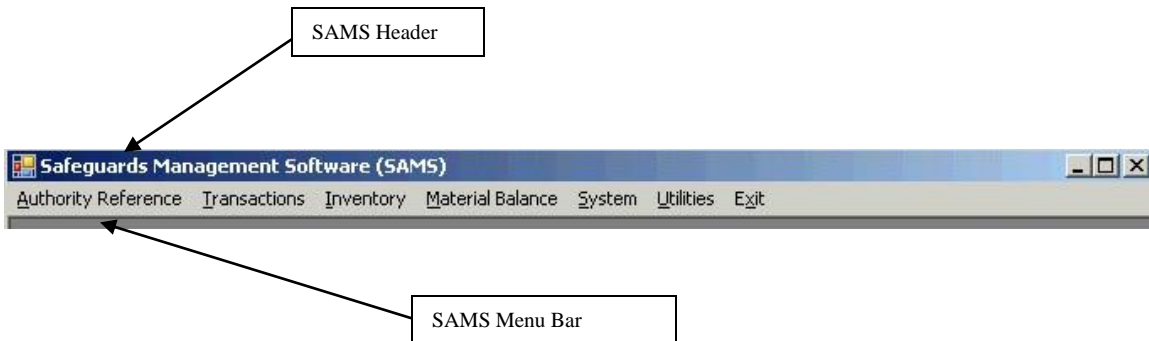 SAMS Header
Safeguards Management Software (SAMS)
Authority Reference Transactions Inventory Material Balance System Utilities Exit
SAMS Menu Bar